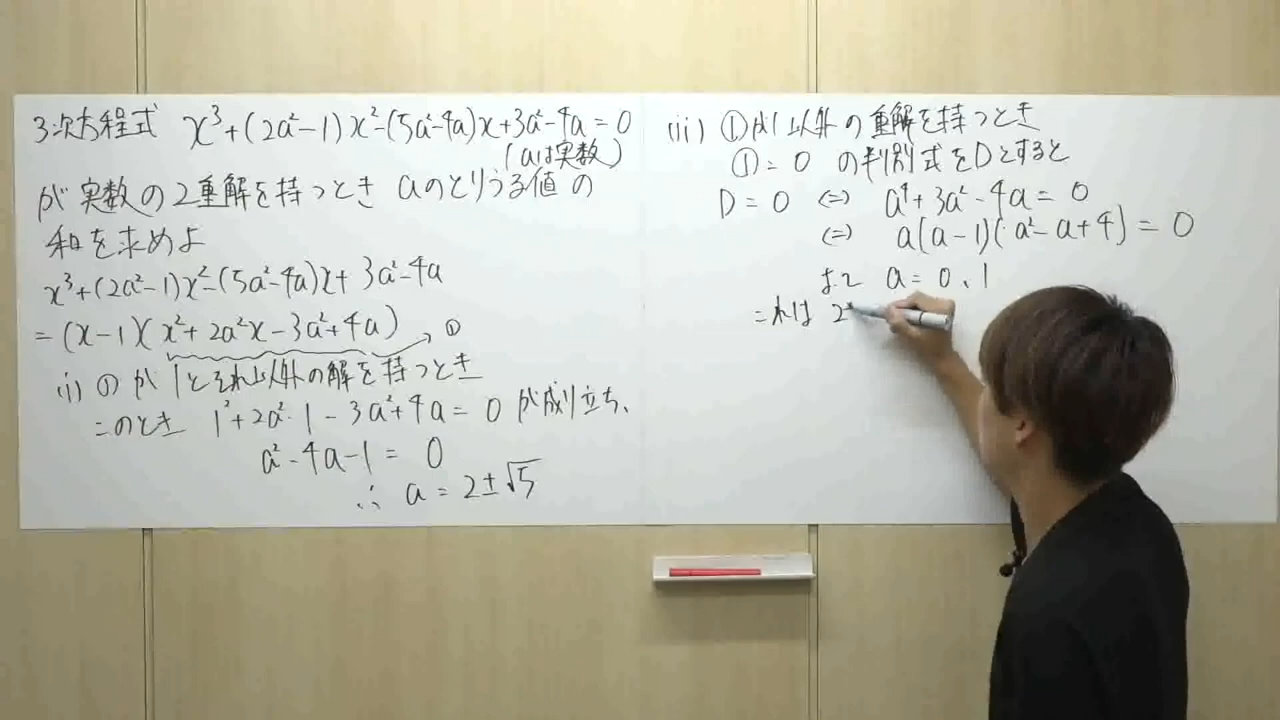 3次方程式 x³+(2a²-1)x²-(5a²-4a)x+3a²-4a=0
(aは実数)
が実数の2重解を持つとき aのとりうる値の
和を求めよ
x³+(2a²-1)x²-(5a²-4a)x+3a²-4a
=(x-1)(x²+2a²x-3a²+4a) ①
(i) ①が1とそれ以外の解を持つとき
このとき 1²+2a²·1-3a²+4a=0 が成り立ち、
a²-4a-1=0
∴ a=2±√5
(ii) ①が1以外の重解を持つとき
①=0 の判別式をDとすると
D=0 ⇔ a⁴+3a²-4a=0
⇔ a(a-1)(a²-a+4)=0
よって a=0、1
これは 2